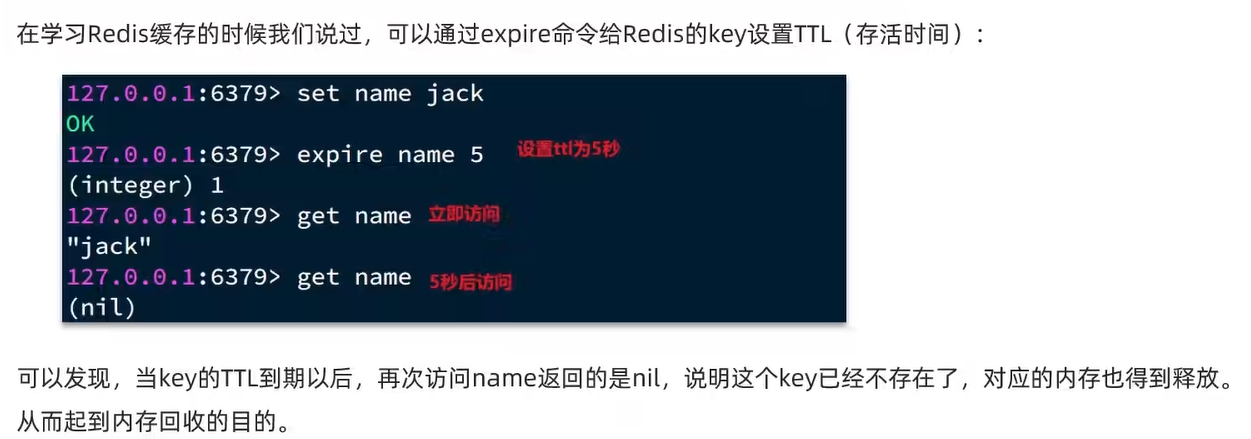 在学习Redis缓存的时候我们说过，可以通过expire命令给Redis的key设置TTL（存活时间）：
127.0.0.1:6379> set name jack
OK
127.0.0.1:6379> expire name 5 设置ttl为5秒
(integer) 1
127.0.0.1:6379> get name 立即访问
"jack"
127.0.0.1:6379> get name 5秒后访问
(nil)
可以发现，当key的TTL到期以后，再次访问name返回的是nil，说明这个key已经不存在了，对应的内存也得到释放。
从而起到内存回收的目的。